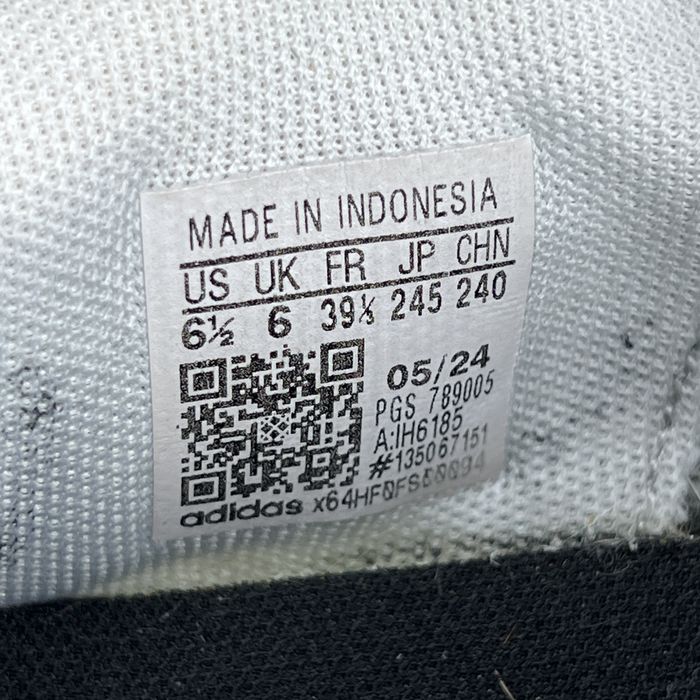 MADE IN INDONESIA
US UK FR JP CHN
6½ 6 39⅓ 245 240
05/24
PGS 789005
A:IH6185
#135067151
adidas